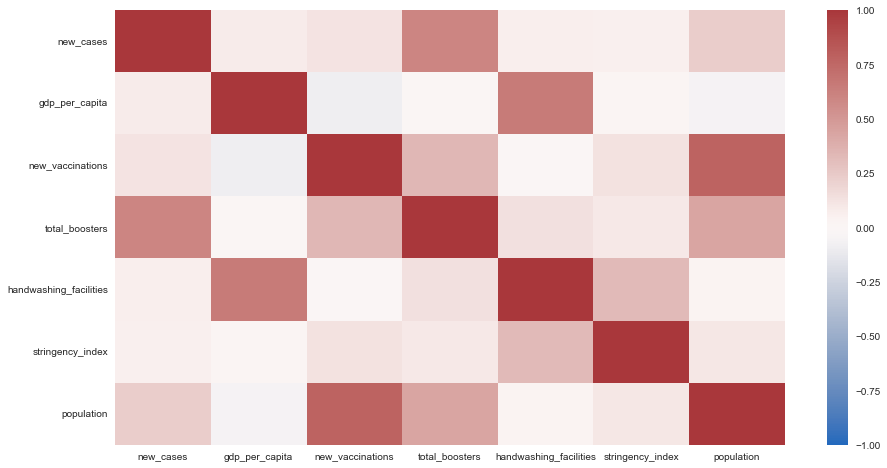 new_cases
gdp_per_capita
new_vaccinations
total_boosters
handwashing_facilities
stringency_index
population
new_cases gdp_per_capita new_vaccinations total_boosters handwashing_facilities stringency_index population
1.00
0.75
0.50
0.25
0.00
−0.25
−0.50
−0.75
−1.00